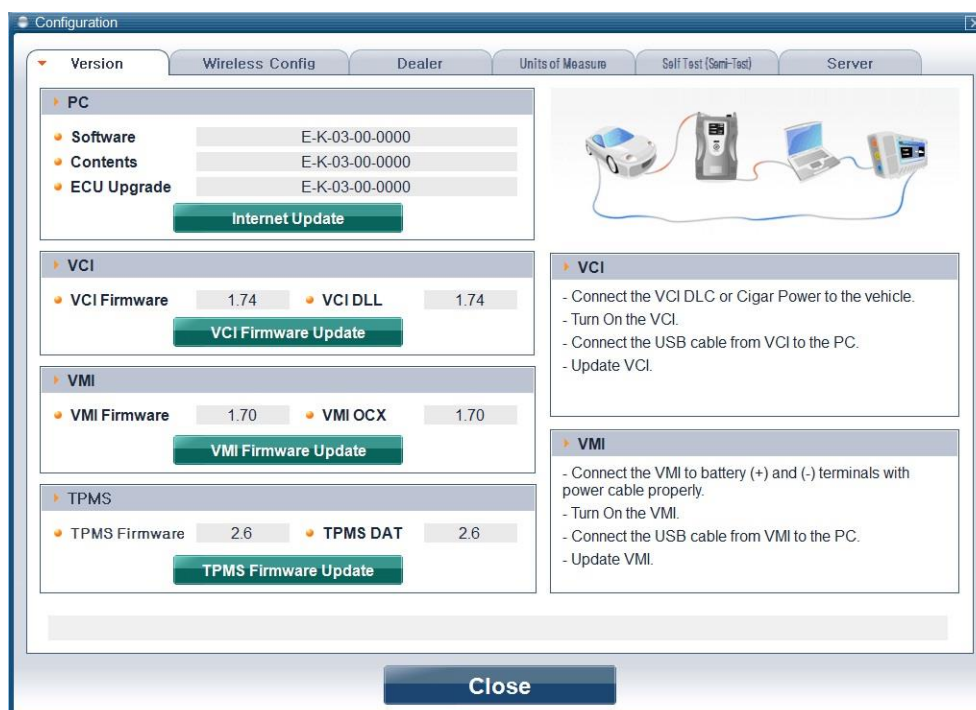 Configuration
Version Wireless Config Dealer Units of Measure Self Test (Semi-Test) Server
PC
Software E-K-03-00-0000
Contents E-K-03-00-0000
ECU Upgrade E-K-03-00-0000
Internet Update
VCI
VCI Firmware 1.74 VCI DLL 1.74
VCI Firmware Update
VMI
VMI Firmware 1.70 VMI OCX 1.70
VMI Firmware Update
TPMS
TPMS Firmware 2.6 TPMS DAT 2.6
TPMS Firmware Update
VCI
- Connect the VCI DLC or Cigar Power to the vehicle.
- Turn On the VCI.
- Connect the USB cable from VCI to the PC.
- Update VCI.
VMI
- Connect the VMI to battery (+) and (-) terminals with
power cable properly.
- Turn On the VMI.
- Connect the USB cable from VMI to the PC.
- Update VMI.
Close